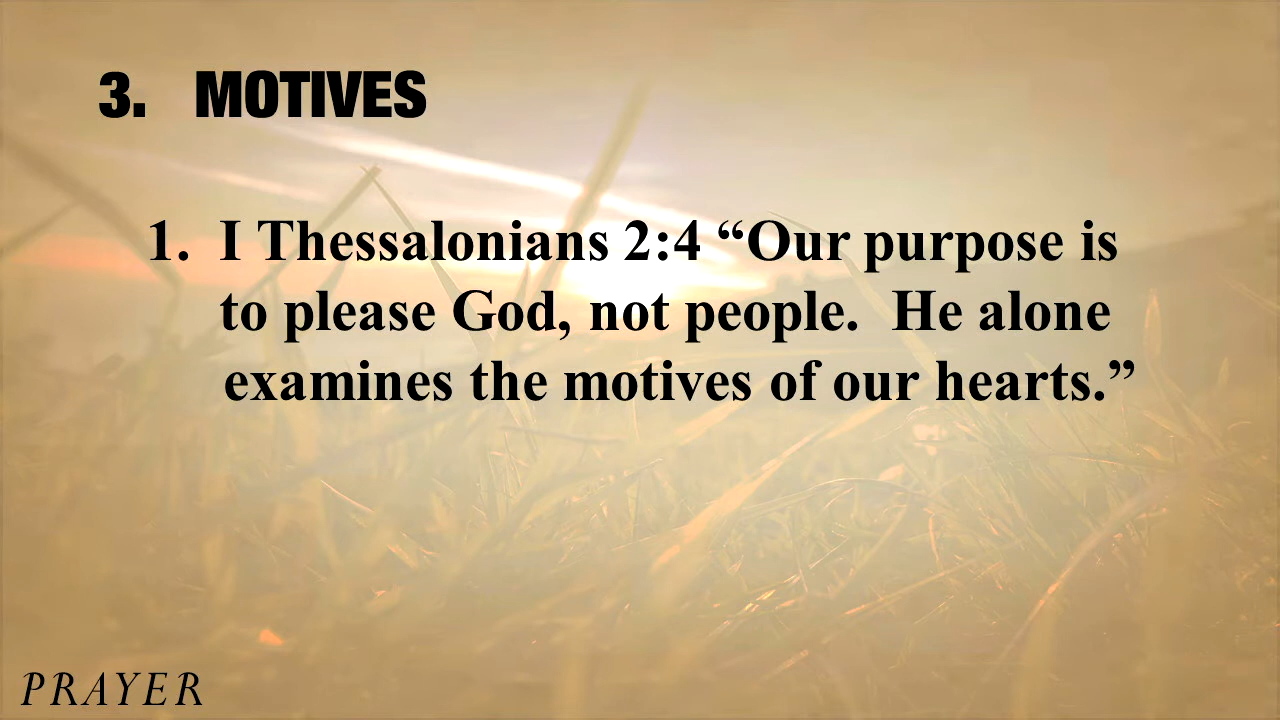 3. MOTIVES
1. I Thessalonians 2:4 “Our purpose is
to please God, not people. He alone
examines the motives of our hearts.”
PRAYER